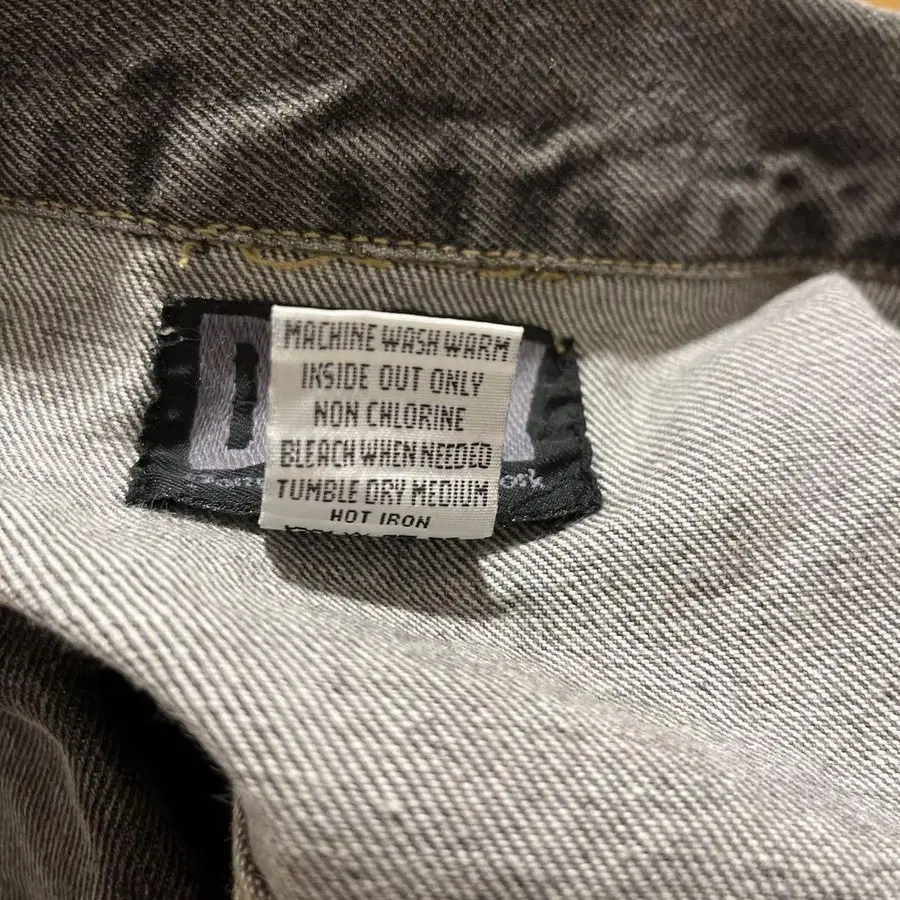 MACHINE WASH WARM
INSIDE OUT ONLY
NON CHLORINE
BLEACH WHEN NEEDED
TUMBLE DRY MEDIUM
HOT IRON